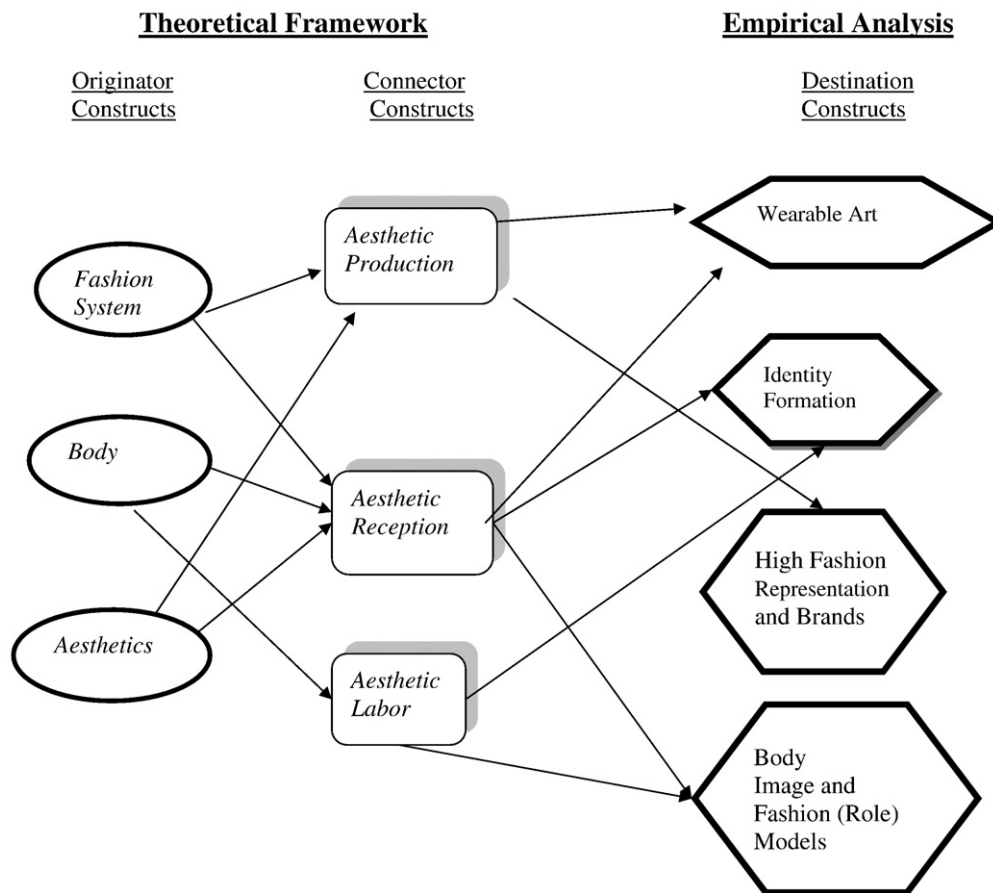 Theoretical Framework
Empirical Analysis
Originator
Constructs
Connector
Constructs
Destination
Constructs
Fashion
System
Body
Aesthetics
Aesthetic
Production
Aesthetic
Reception
Aesthetic
Labor
Wearable Art
Identity
Formation
High Fashion
Representation
and Brands
Body
Image and
Fashion (Role)
Models